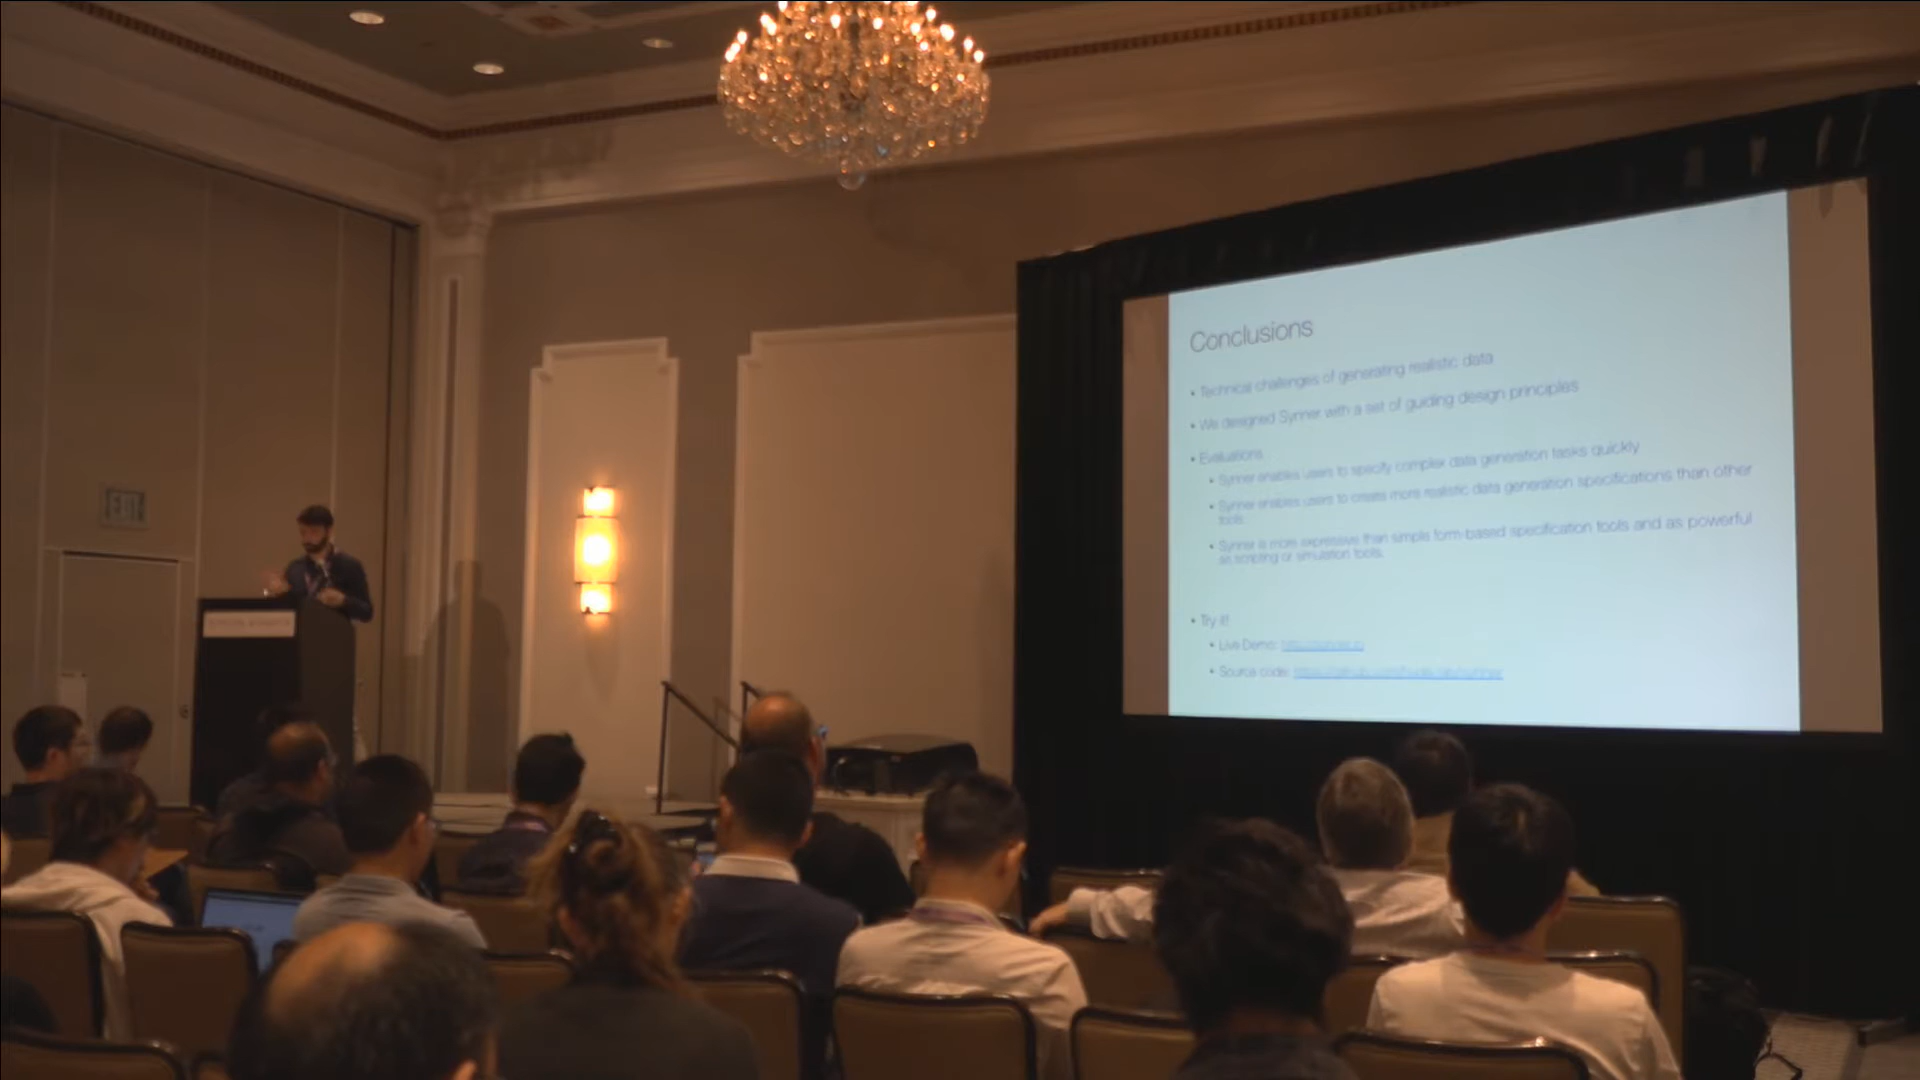 EXIT
Conclusions
• Technical challenges of generating realistic data
• We designed Synner with a set of guiding design principles
• Evaluations
• Synner enables users to specify complex data generation tasks quickly
• Synner enables users to create more realistic data generation specifications than other
tools.
• Synner is more expressive than simple form-based specification tools and as powerful
as scripting or simulation tools.
• Try it!
• Live Demo:
• Source code: